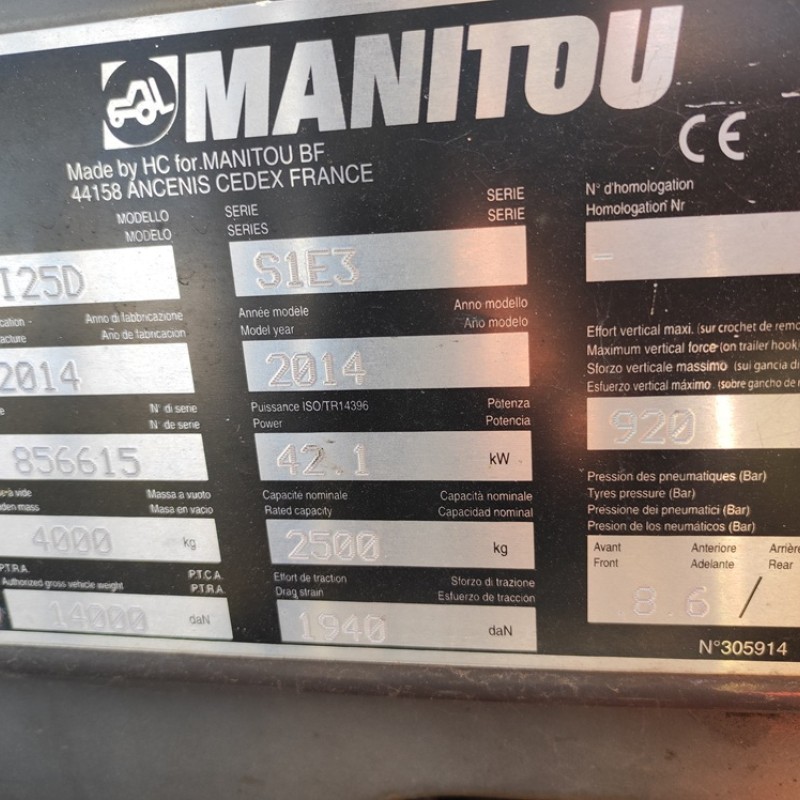 MANITOU
CE
Made by HC for MANITOU BF
44158 ANCENIS CEDEX FRANCE
MODELLO
MODELO
I25D
SERIE SERIE
SERIES SERIE
S1E3
N° d'homologation
Homologation Nr
-
Anno di fabbricazione
Año de fabricacion
2014
Année modèle Anno modello
Model year Año modelo
2014
Effort vertical maxi. (sur crochet de remo
Maximum vertical force (on trailer hook
Sforzo verticale massimo (sui gancia di
Esfuerzo vertical máximo (sobre gancho de r
920
N° di serie
N° de serie
856615
Puissance ISO/TR14396 Potenza
Power Potencia
42.1 kW
Massa a vuoto
Masa en vacio
4000 kg
Capacité nominale Capacità nominale
Rated capacity Capacidad nominal
2500 kg
Pression des pneumatiques (Bar)
Tyres pressure (Bar)
Pressione dei pneumatici (Bar)
Presion de los neumáticos (Bar)
Avant Anteriore Arrière
Front Adelante Rear
8.6 /
P.T.R.A. P.T.C.A.
Authorized gross vehicle weight P.T.R.A.
14000 daN
Effort de traction Sforzo di trazione
Drag strain Esfuerzo de tracción
1940 daN
N°305914